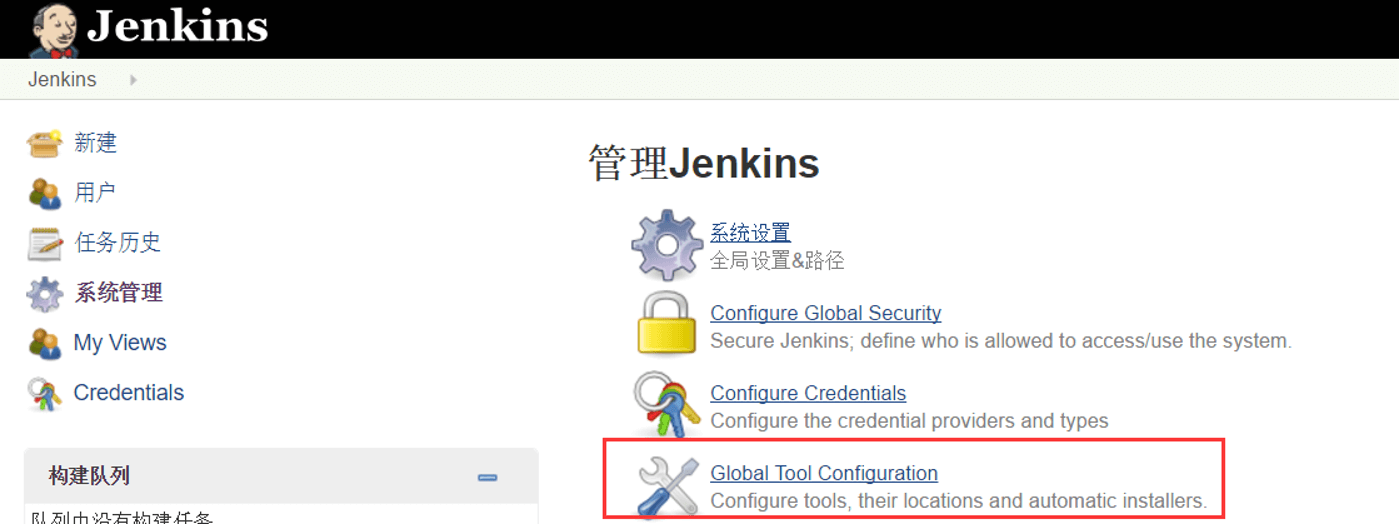 Jenkins
Jenkins
新建
用户
任务历史
系统管理
My Views
Credentials
构建队列
队列中没有构建任务
管理Jenkins
系统设置
全局设置&路径
Configure Global Security
Secure Jenkins; define who is allowed to access/use the system.
Configure Credentials
Configure the credential providers and types
Global Tool Configuration
Configure tools, their locations and automatic installers.